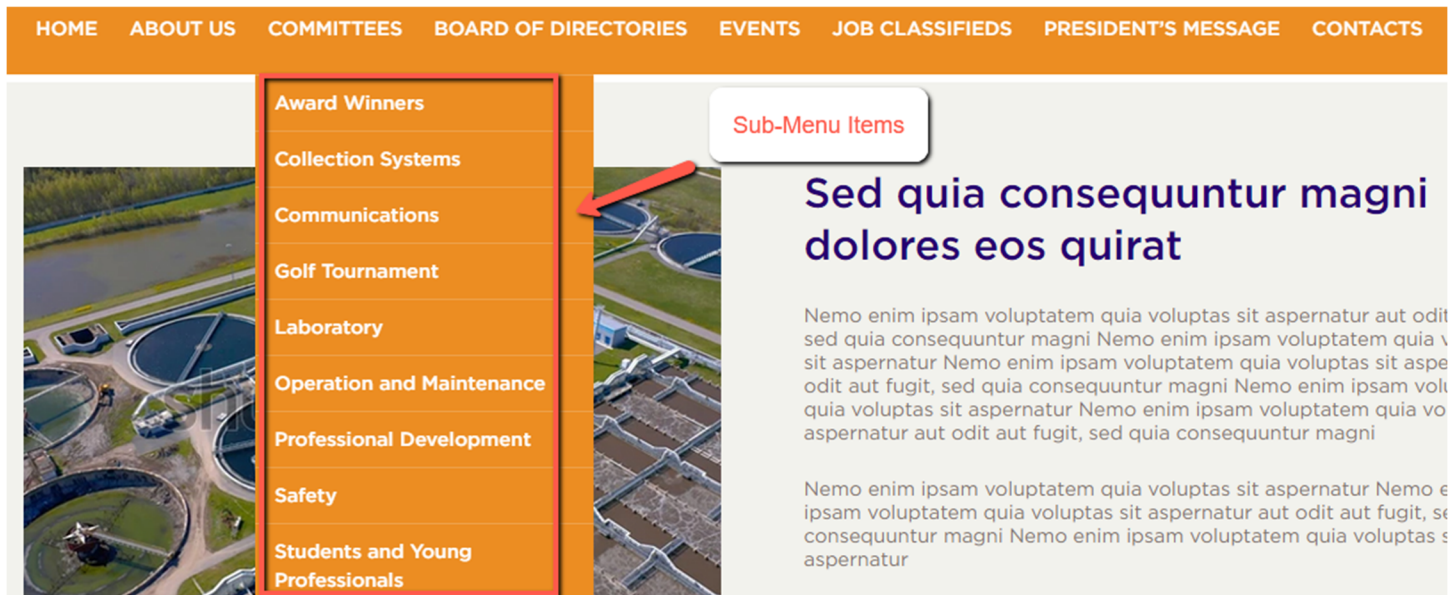 HOME ABOUT US COMMITTEES BOARD OF DIRECTORIES EVENTS JOB CLASSIFIEDS PRESIDENT'S MESSAGE CONTACTS
Award Winners
Collection Systems
Communications
Golf Tournament
Laboratory
Operation and Maintenance
Professional Development
Safety
Students and Young
Professionals
Sub-Menu Items
Sed quia consequuntur magni
dolores eos quirat
Nemo enim ipsam voluptatem quia voluptas sit aspernatur aut odit
sed quia consequuntur magni Nemo enim ipsam voluptatem quia
sit aspernatur Nemo enim ipsam voluptatem quia voluptas sit
odit aut fugit, sed quia consequuntur magni Nemo enim ipsam
quia voluptas sit aspernatur Nemo enim ipsam voluptatem quia
aspernatur aut odit aut fugit, sed quia consequuntur magni
Nemo enim ipsam voluptatem quia voluptas sit aspernatur Nemo
ipsam voluptatem quia voluptas sit aspernatur aut odit aut fugit,
consequuntur magni Nemo enim ipsam voluptatem quia voluptas
aspernatur